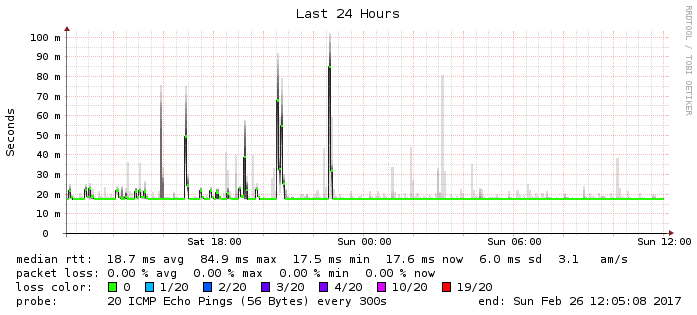 Last 24 Hours
RRDTOOL / TOBI OETIKER
Seconds
100 m
90 m
80 m
70 m
60 m
50 m
40 m
30 m
20 m
10 m
0
Sat 18:00 Sun 00:00 Sun 06:00 Sun 12:00
median rtt: 18.7 ms avg 84.9 ms max 17.5 ms min 17.6 ms now 6.0 ms sd 3.1 am/s
packet loss: 0.00 % avg 0.00 % max 0.00 % min 0.00 % now
loss color: 0 1/20 2/20 3/20 4/20 10/20 19/20
probe: 20 ICMP Echo Pings (56 Bytes) every 300s end: Sun Feb 26 12:05:08 2017